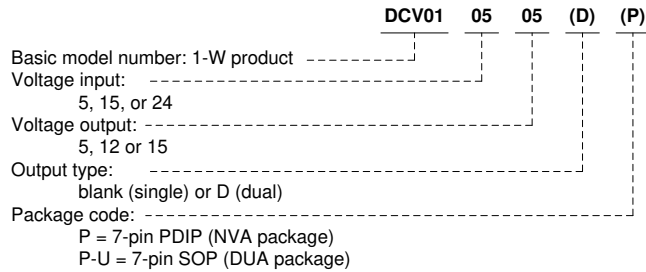 DCV01 05 05 (D) (P)
Basic model number: 1-W product
Voltage input:
5, 15, or 24
Voltage output:
5, 12 or 15
Output type:
blank (single) or D (dual)
Package code:
P = 7-pin PDIP (NVA package)
P-U = 7-pin SOP (DUA package)